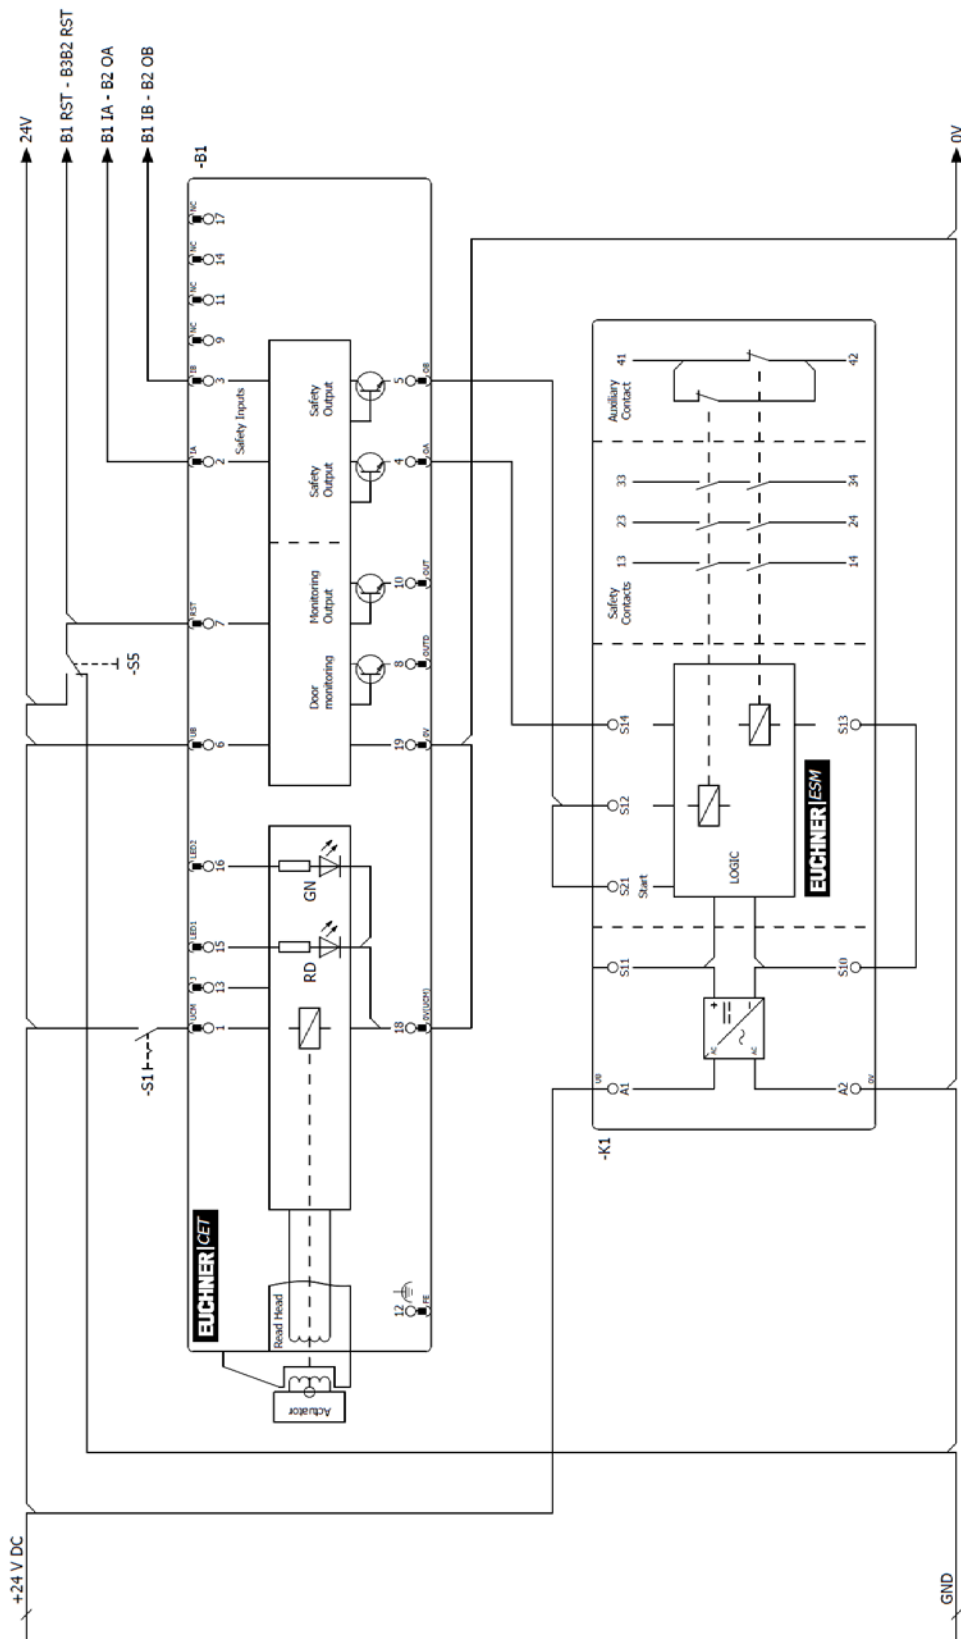 +24 V DC
24V
B1 RST - B3B2 RST
B1 IA - B2 OA
B1 IB - B2 OB
-S5
-S1
-B1
UCM
J
LED1
LED2
UB
RST
IA
IB
NC
NC
NC
NC
1
13
15
16
6
7
2
3
9
11
14
17
EUCHNER|CET
Safety Inputs
Read Head
RD
GN
Actuator
Door
monitoring
Monitoring
Output
Safety
Output
Safety
Output
12
18
19
8
10
4
5
FE
0V(UCM)
0V
OUTD
OUT
OA
OB
-K1
UB
A1
S11
S21
S12
S14
Start
Safety
Contacts
13
23
33
Auxiliary
Contact
41
AC
AC
+
LOGIC
EUCHNER|ESM
A2
S10
S13
14
24
34
42
0V
GND
0V